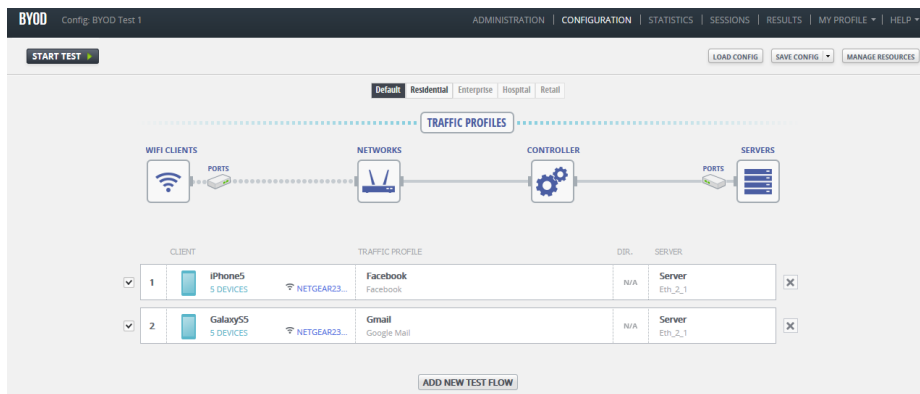 BYOD Config: BYOD Test 1 ADMINISTRATION | CONFIGURATION | STATISTICS | SESSIONS | RESULTS | MY PROFILE | HELP
START TEST LOAD CONFIG SAVE CONFIG MANAGE RESOURCES
Default Residential Enterprise Hospital Retail
TRAFFIC PROFILES
WIFI CLIENTS NETWORKS CONTROLLER SERVERS
PORTS PORTS
CLIENT TRAFFIC PROFILE DIR. SERVER
1 iPhone5 Facebook N/A Server
5 DEVICES NETGEAR23... Facebook Eth_2_1
2 GalaxyS5 Gmail N/A Server
5 DEVICES NETGEAR23... Google Mail Eth_2_1
ADD NEW TEST FLOW